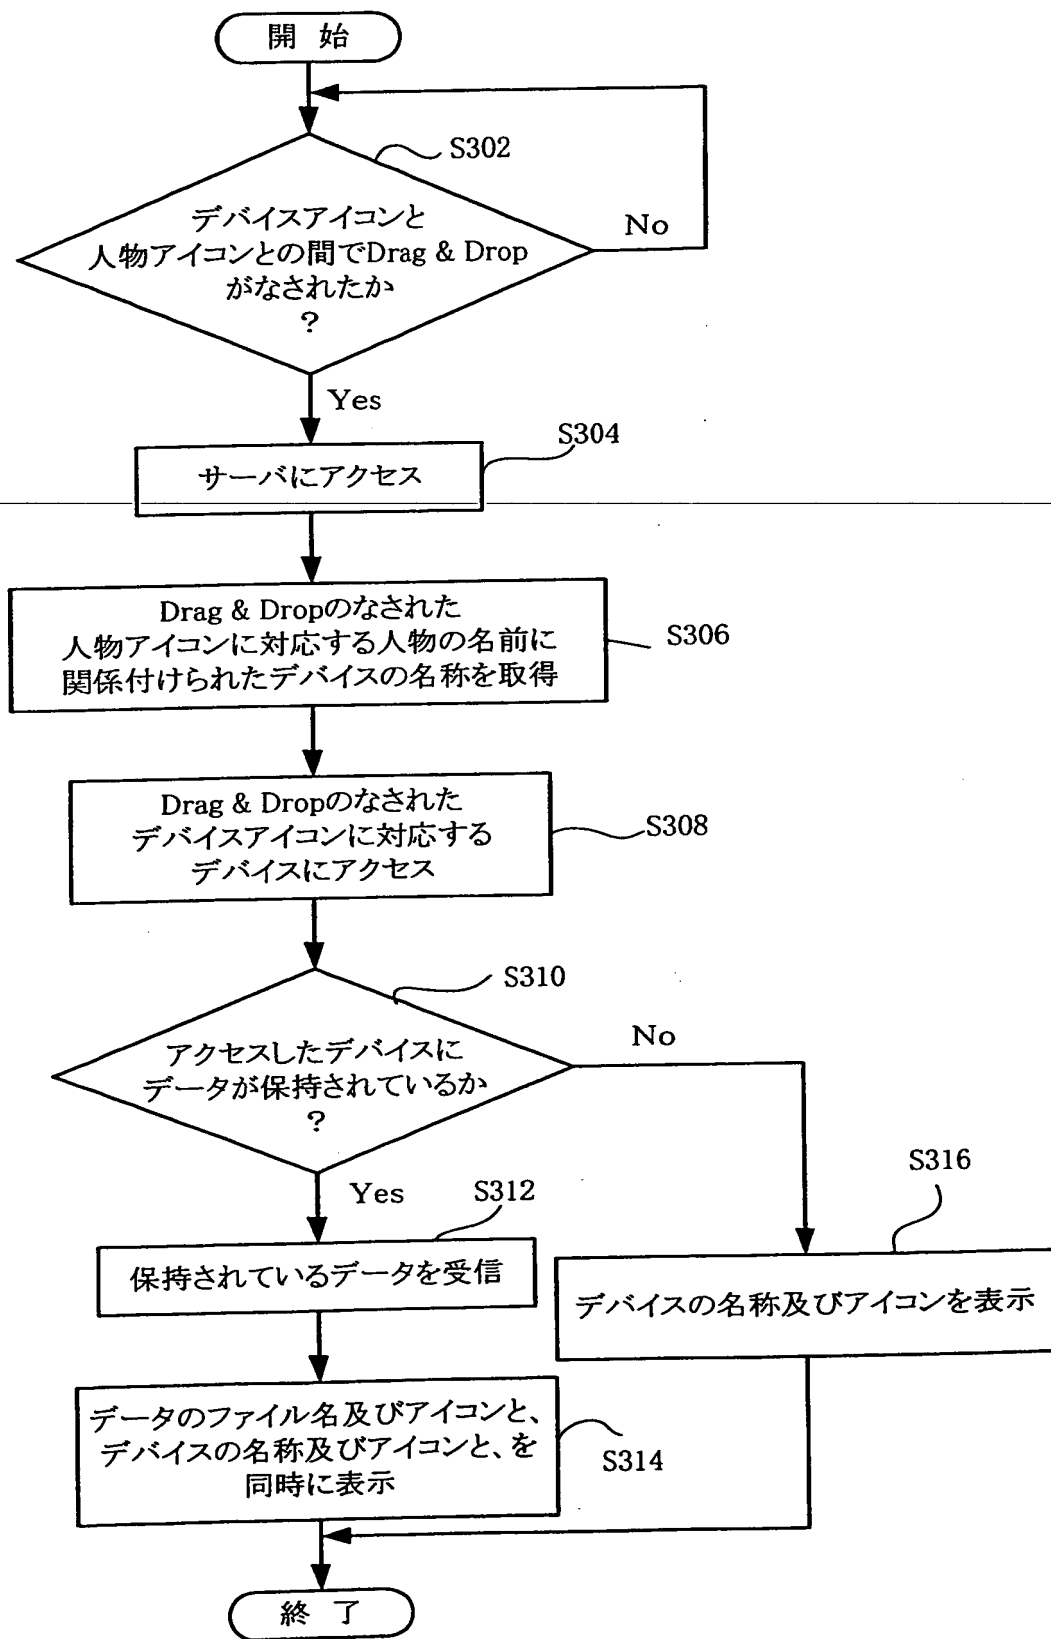 開 始
S302
デバイスアイコンと
人物アイコンとの間でDrag & Drop
がなされたか
?
No
Yes
S304
サーバにアクセス
Drag & Dropのなされた
人物アイコンに対応する人物の名前に
関係付けられたデバイスの名称を取得
S306
Drag & Dropのなされた
デバイスアイコンに対応する
デバイスにアクセス
S308
S310
アクセスしたデバイスに
データが保持されているか
?
No
Yes
S312
保持されているデータを受信
S316
デバイスの名称及びアイコンを表示
データのファイル名及びアイコンと、
デバイスの名称及びアイコンと、を
同時に表示
S314
終 了